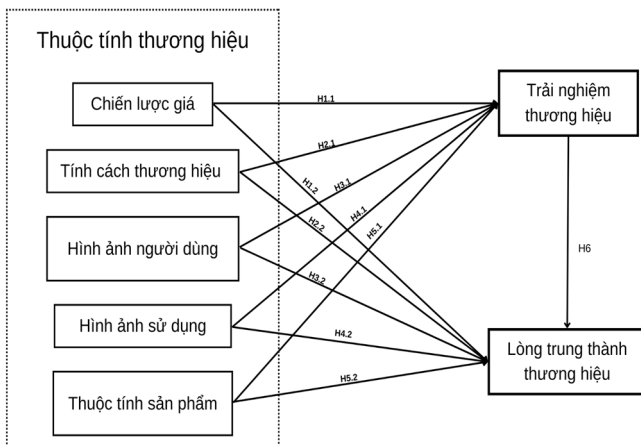 Thuộc tính thương hiệu
Chiến lược giá
Tính cách thương hiệu
Hình ảnh người dùng
Hình ảnh sử dụng
Thuộc tính sản phẩm
H1.1
H2.1
H3.1
H4.1
H5.1
H1.2
H2.2
H3.2
H4.2
H5.2
Trải nghiệm
thương hiệu
H6
Lòng trung thành
thương hiệu